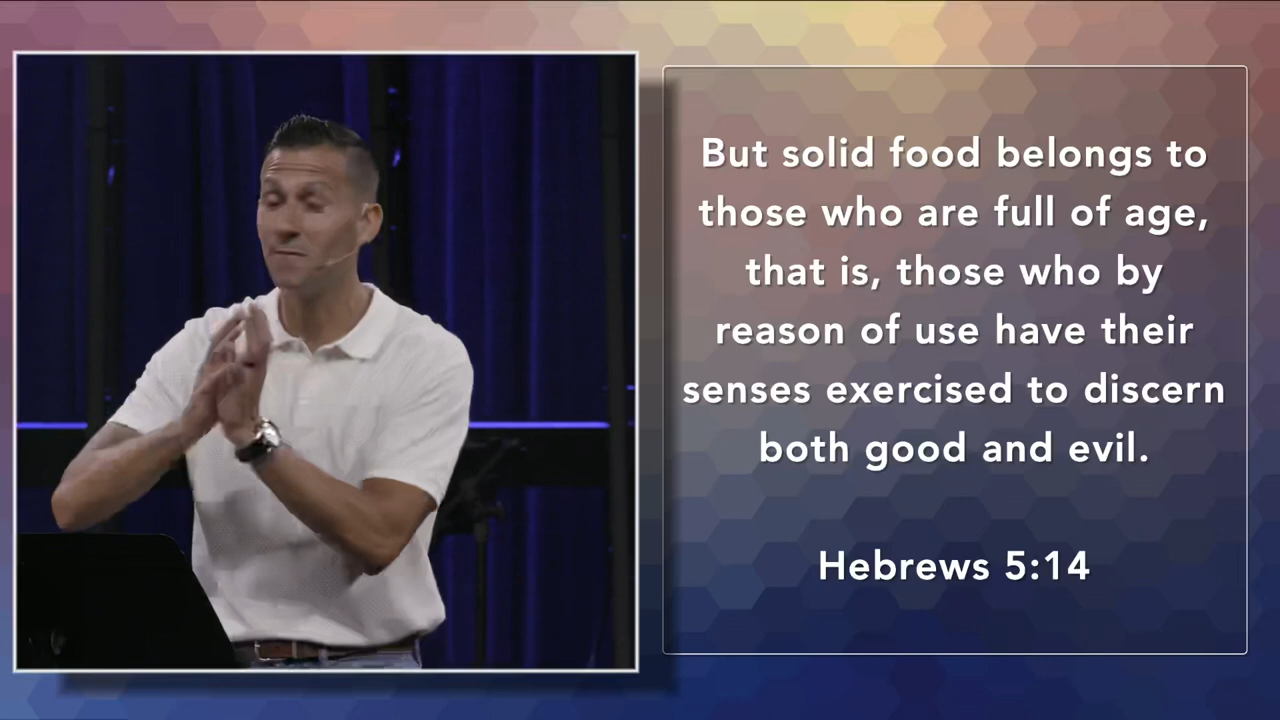 But solid food belongs to
those who are full of age,
that is, those who by
reason of use have their
senses exercised to discern
both good and evil.
Hebrews 5:14